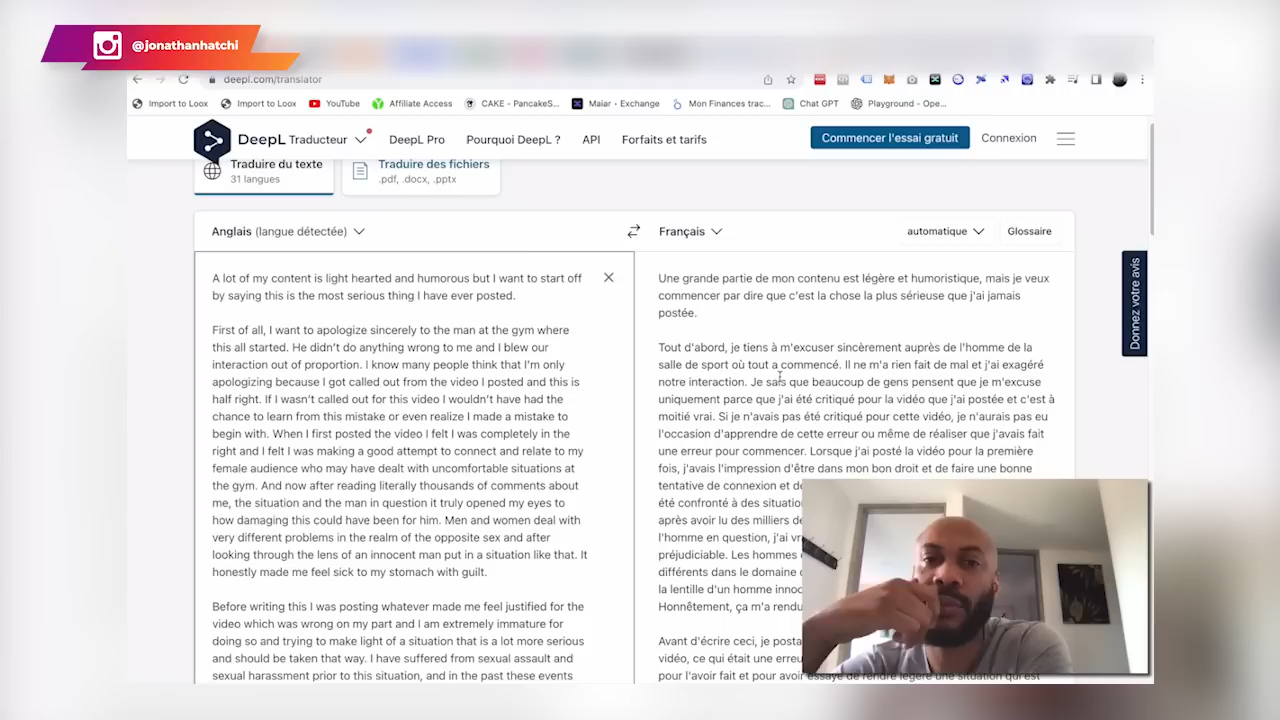 @jonathanhatchi
deepl.com/translator
Import to Loox
Import to Loox
YouTube
Affiliate Access
CAKE - PancakeS...
Maiar - Exchange
Mon Finances trac...
Chat GPT
Playground - Ope...
DeepL Traducteur
DeepL Pro
Pourquoi DeepL ?
API
Forfaits et tarifs
Commencer l'essai gratuit
Connexion
Traduire du texte
31 langues
Traduire des fichiers
.pdf, .docx, .pptx
Anglais (langue détectée)
Français
automatique
Glossaire
A lot of my content is light hearted and humorous but I want to start off
by saying this is the most serious thing I have ever posted.
First of all, I want to apologize sincerely to the man at the gym where
this all started. He didn't do anything wrong to me and I blew our
interaction out of proportion. I know many people think that I'm only
apologizing because I got called out from the video I posted and this is
half right. If I wasn't called out for this video I wouldn't have had the
chance to learn from this mistake or even realize I made a mistake to
begin with. When I first posted the video I felt I was completely in the
right and I felt I was making a good attempt to connect and relate to my
female audience who may have dealt with uncomfortable situations at
the gym. And now after reading literally thousands of comments about
me, the situation and the man in question it truly opened my eyes to
how damaging this could have been for him. Men and women deal with
very different problems in the realm of the opposite sex and after
looking through the lens of an innocent man put in a situation like that. It
honestly made me feel sick to my stomach with guilt.
Before writing this I was posting whatever made me feel justified for the
video which was wrong on my part and I am extremely immature for
doing so and trying to make light of a situation that is a lot more serious
and should be taken that way. I have suffered from sexual assault and
sexual harassment prior to this situation, and in the past these events
Une grande partie de mon contenu est légère et humoristique, mais je veux
commencer par dire que c'est la chose la plus sérieuse que j'ai jamais
postée.
Tout d'abord, je tiens à m'excuser sincèrement auprès de l'homme de la
salle de sport où tout a commencé. Il ne m'a rien fait de mal et j'ai exagéré
notre interaction. Je sais que beaucoup de gens pensent que je m'excuse
uniquement parce que j'ai été critiqué pour la vidéo que j'ai postée et c'est à
moitié vrai. Si je n'avais pas été critiqué pour cette vidéo, je n'aurais pas eu
l'occasion d'apprendre de cette erreur ou même de réaliser que j'avais fait
une erreur pour commencer. Lorsque j'ai posté la vidéo pour la première
fois, j'avais l'impression d'être dans mon bon droit et de faire une bonne
tentative de connexion et de
été confronté à des situation
après avoir lu des milliers de
l'homme en question, j'ai vr
préjudiciable. Les hommes
différents dans le domaine d
la lentille d'un homme innoc
Honnêtement, ça m'a rendu
Avant d'écrire ceci, je posta
vidéo, ce qui était une erreu
pour l'avoir fait et pour avoir essayé de rendre légère une situation qui est
Donnez votre avis